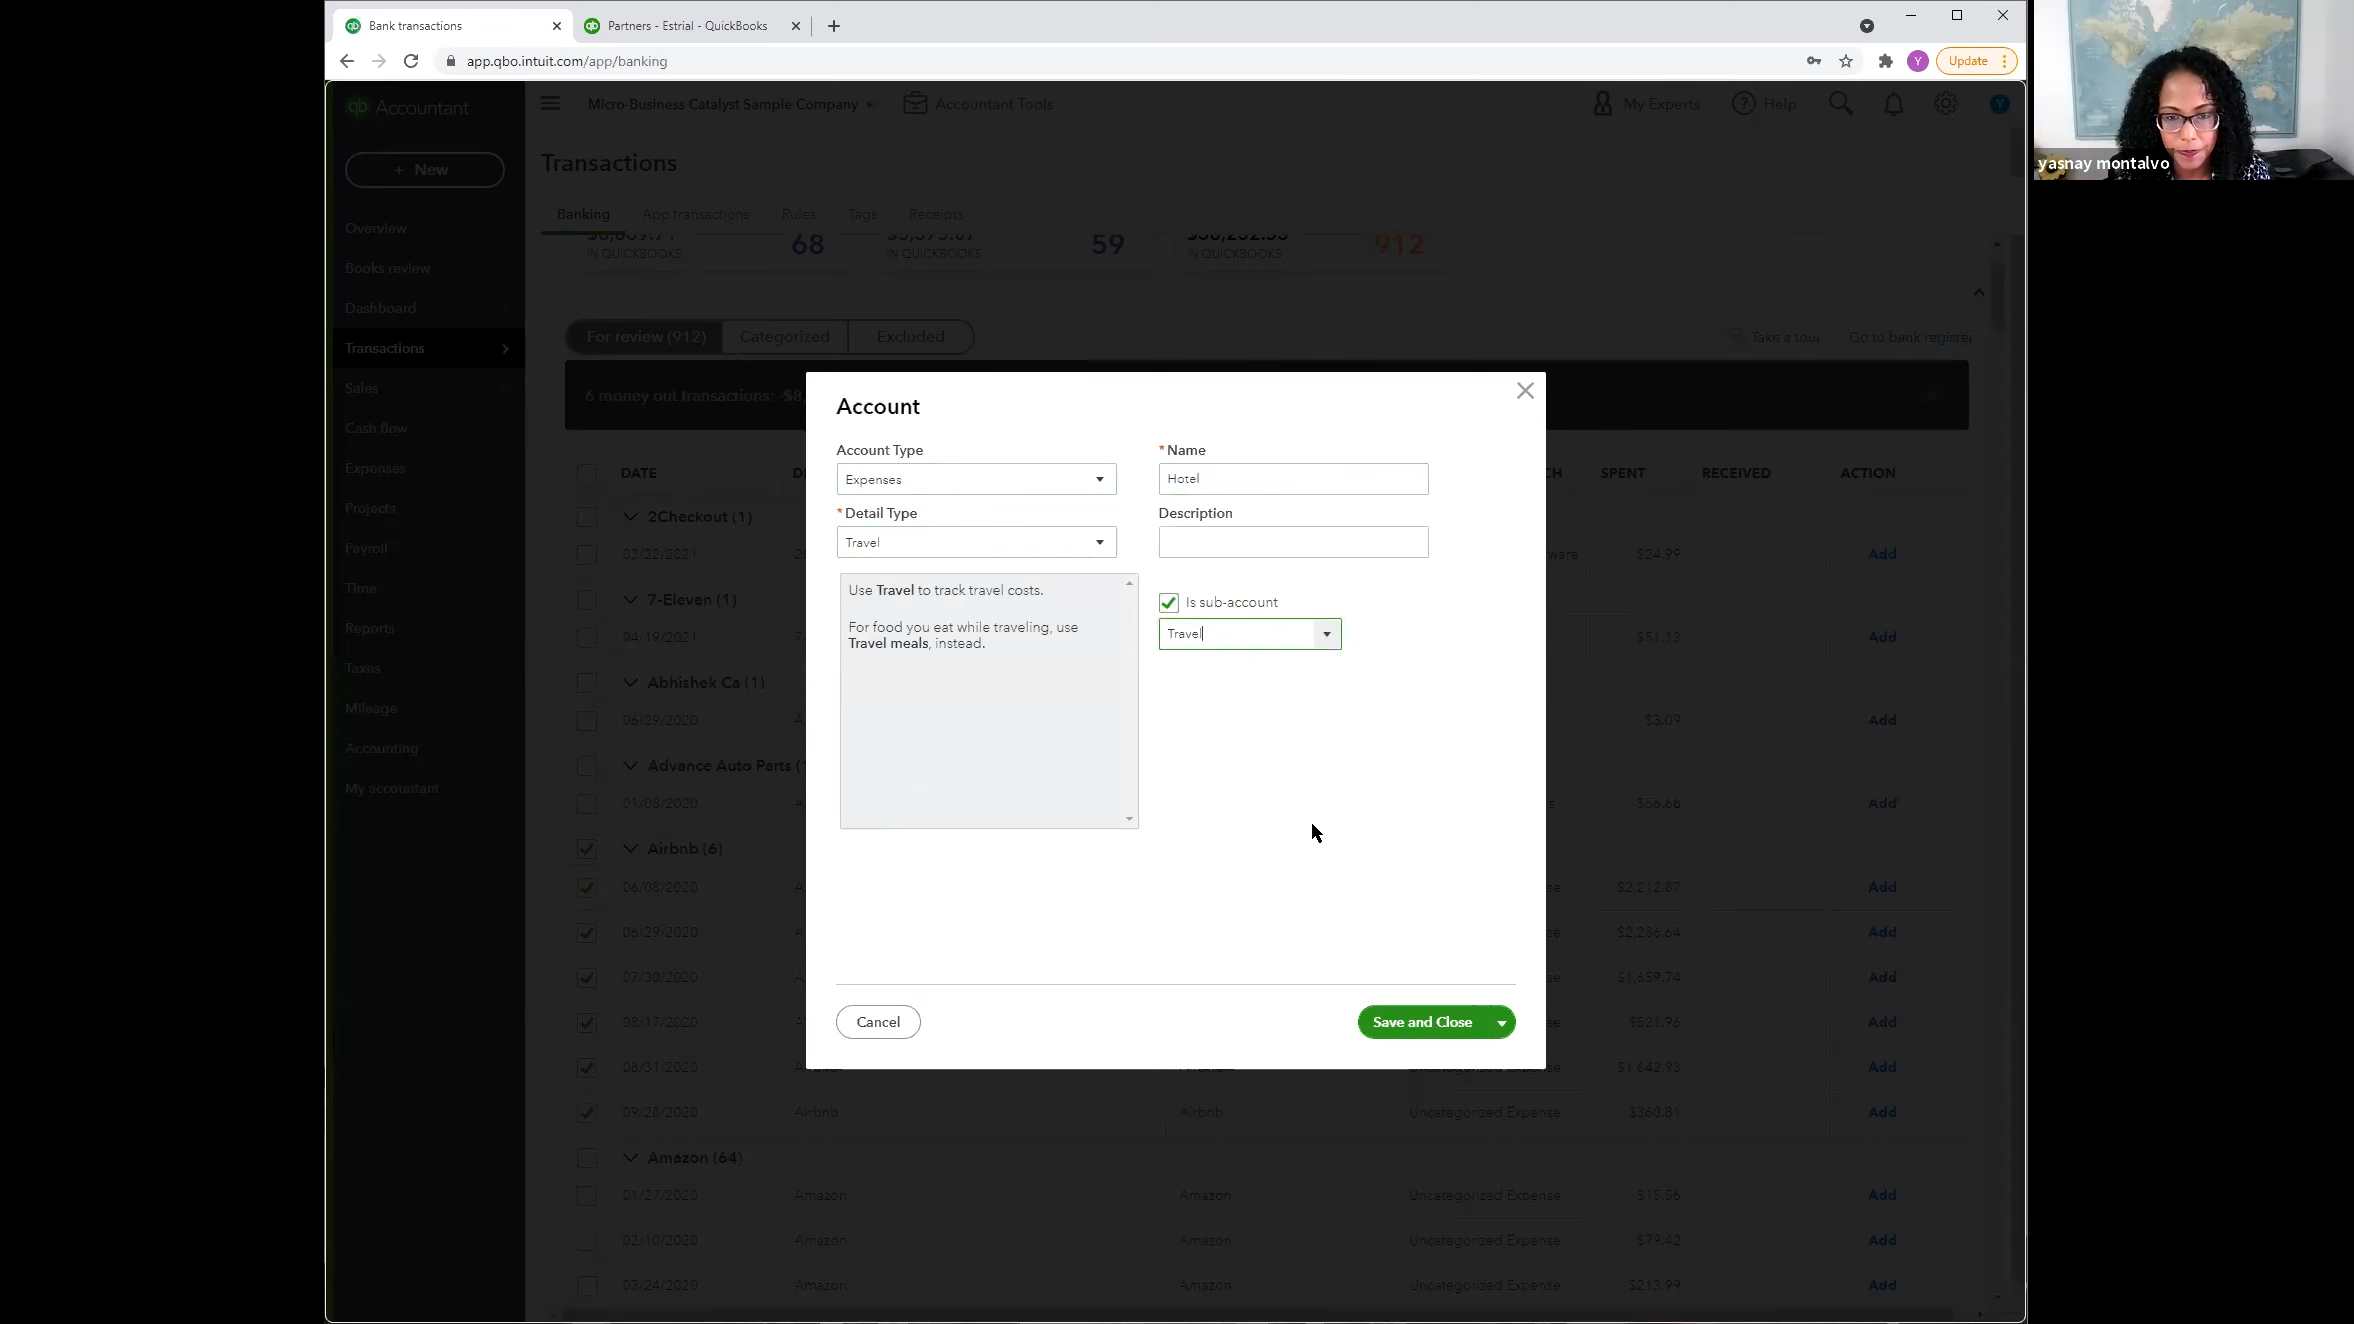 Bank transactions
Partners - Estrial - QuickBooks
app.qbo.intuit.com/app/banking
Y
Update
yasnay montalvo
qb Accountant
Micro-Business Catalyst Sample Company
Accountant Tools
My Experts
Help
Y
+ New
Transactions
Banking
App transactions
Rules
Tags
Receipts
IN QUICKBOOKS
68
IN QUICKBOOKS
59
IN QUICKBOOKS
912
Overview
Books review
Dashboard
Transactions
Sales
Cash flow
Expenses
Projects
Payroll
Time
Reports
Taxes
Mileage
Accounting
My accountant
For review (912)
Categorized
Excluded
Take a tour
Go to bank register
6 money out transactions: -$8,
DATE
SPENT
RECEIVED
ACTION
2Checkout (1)
03/22/2021
$24.99
Add
7-Eleven (1)
04/19/2021
$51.13
Add
Abhishek Ca (1)
06/29/2020
$3.09
Add
Advance Auto Parts (
01/08/2020
$56.66
Add
Airbnb (6)
06/08/2020
$2,212.87
Add
06/29/2020
$2,286.64
Add
07/30/2020
$1,659.74
Add
08/17/2020
$521.96
Add
08/31/2020
$1,642.93
Add
09/28/2020
Airbnb
Airbnb
Uncategorized Expense
$360.81
Add
Amazon (64)
01/27/2020
Amazon
Amazon
Uncategorized Expense
$15.56
Add
02/10/2020
Amazon
Amazon
Uncategorized Expense
$79.42
Add
03/24/2020
Amazon
Amazon
Uncategorized Expense
$213.99
Add
Account
Account Type
Expenses
* Detail Type
Travel
Use Travel to track travel costs.
For food you eat while traveling, use
Travel meals, instead.
* Name
Hotel
Description
Is sub-account
Travel
Cancel
Save and Close